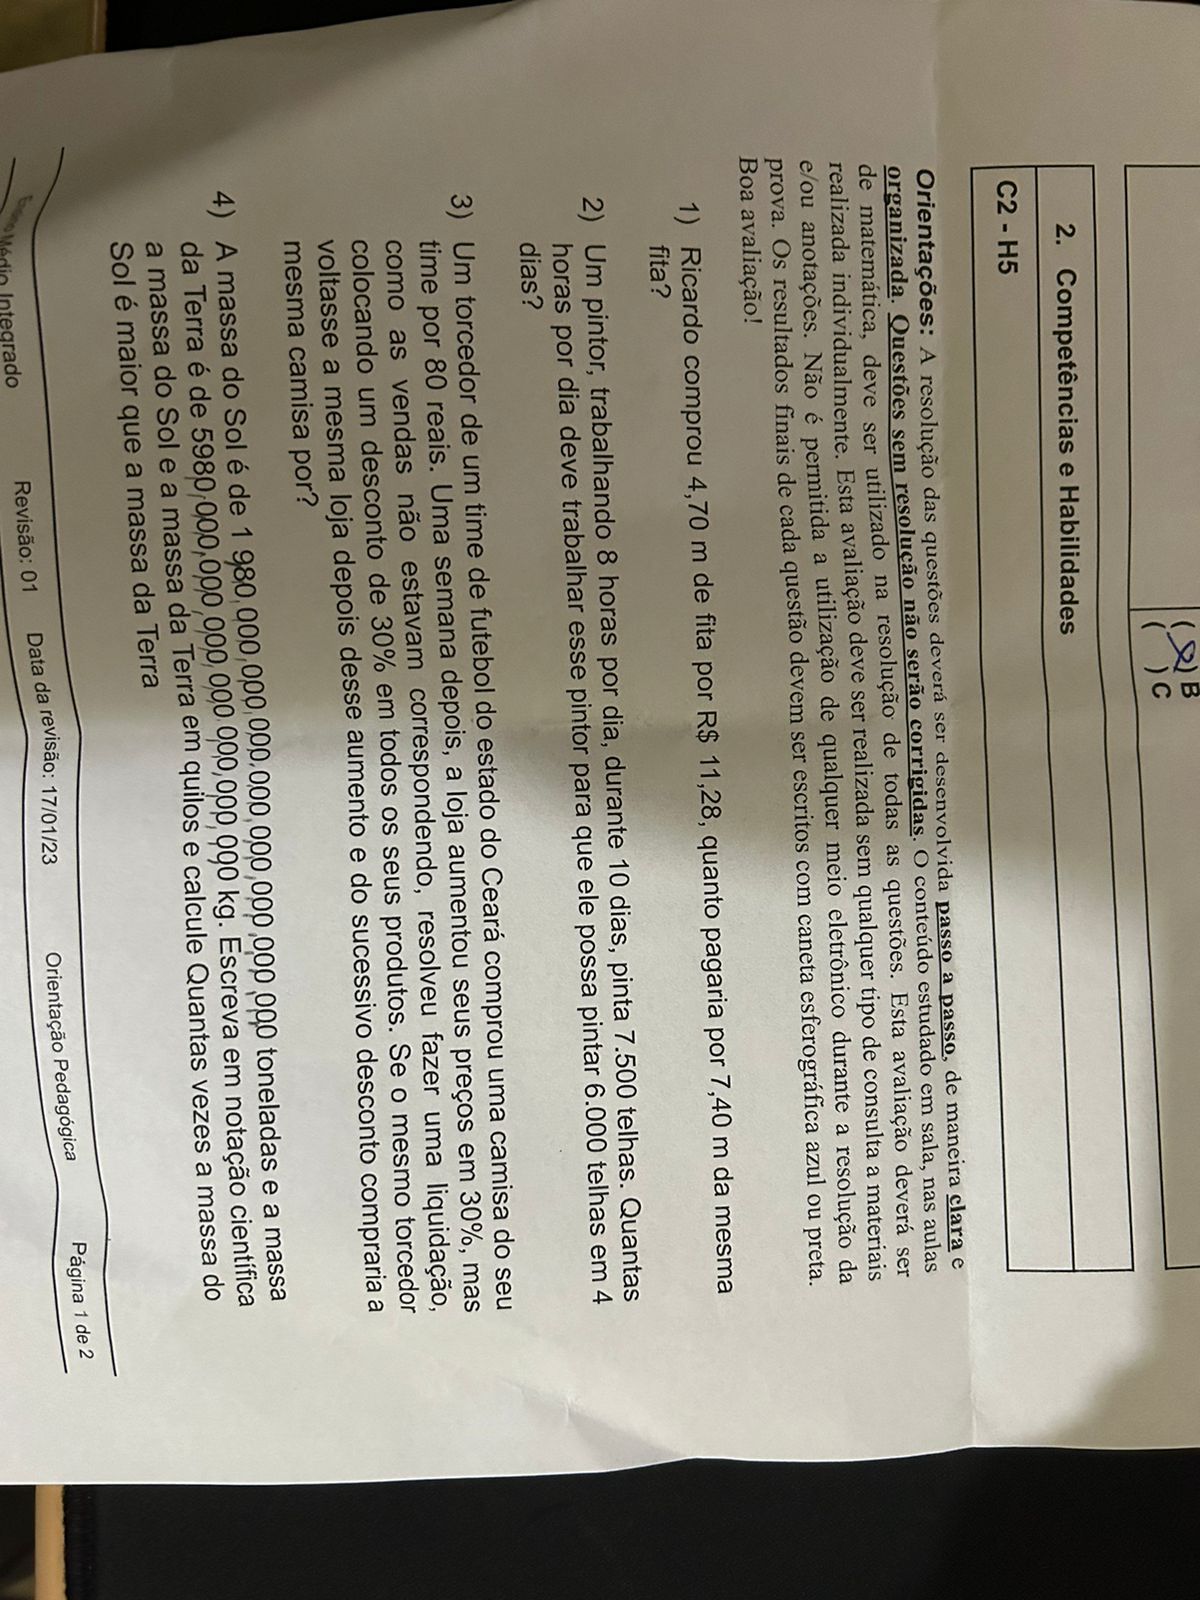 ( ) B
( ) C
2. Competências e Habilidades
C2 - H5
Orientações: A resolução das questões deverá ser desenvolvida passo a passo, de maneira clara e
organizada. Questões sem resolução não serão corrigidas. O conteúdo estudado em sala, nas aulas
de matemática, deve ser utilizado na resolução de todas as questões. Esta avaliação deverá ser
realizada individualmente. Esta avaliação deve ser realizada sem qualquer tipo de consulta a materiais
e/ou anotações. Não é permitida a utilização de qualquer meio eletrônico durante a resolução da
prova. Os resultados finais de cada questão devem ser escritos com caneta esferográfica azul ou preta.
Boa avaliação!
1) Ricardo comprou 4,70 m de fita por R$ 11,28, quanto pagaria por 7,40 m da mesma
fita?
2) Um pintor, trabalhando 8 horas por dia, durante 10 dias, pinta 7.500 telhas. Quantas
horas por dia deve trabalhar esse pintor para que ele possa pintar 6.000 telhas em 4
dias?
3) Um torcedor de um time de futebol do estado do Ceará comprou uma camisa do seu
time por 80 reais. Uma semana depois, a loja aumentou seus preços em 30%, mas
como as vendas não estavam correspondendo, resolveu fazer uma liquidação,
colocando um desconto de 30% em todos os seus produtos. Se o mesmo torcedor
voltasse a mesma loja depois desse aumento e do sucessivo desconto compraria a
mesma camisa por?
4) A massa do Sol é de 1 980,000,000,000,000,000,000,000,000 toneladas e a massa
da Terra é de 5980,000,000,000,000,000,000,000 kg. Escreva em notação científica
a massa do Sol e a massa da Terra em quilos e calcule Quantas vezes a massa do
Sol é maior que a massa da Terra
Ensino Médio Integrado
Revisão: 01
Data da revisão: 17/01/23
Orientação Pedagógica
Página 1 de 2